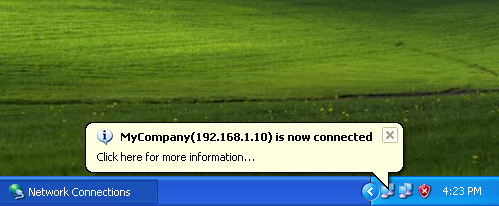 MyCompany(192.168.1.10) is now connected
Click here for more information...
Network Connections
4:23 PM